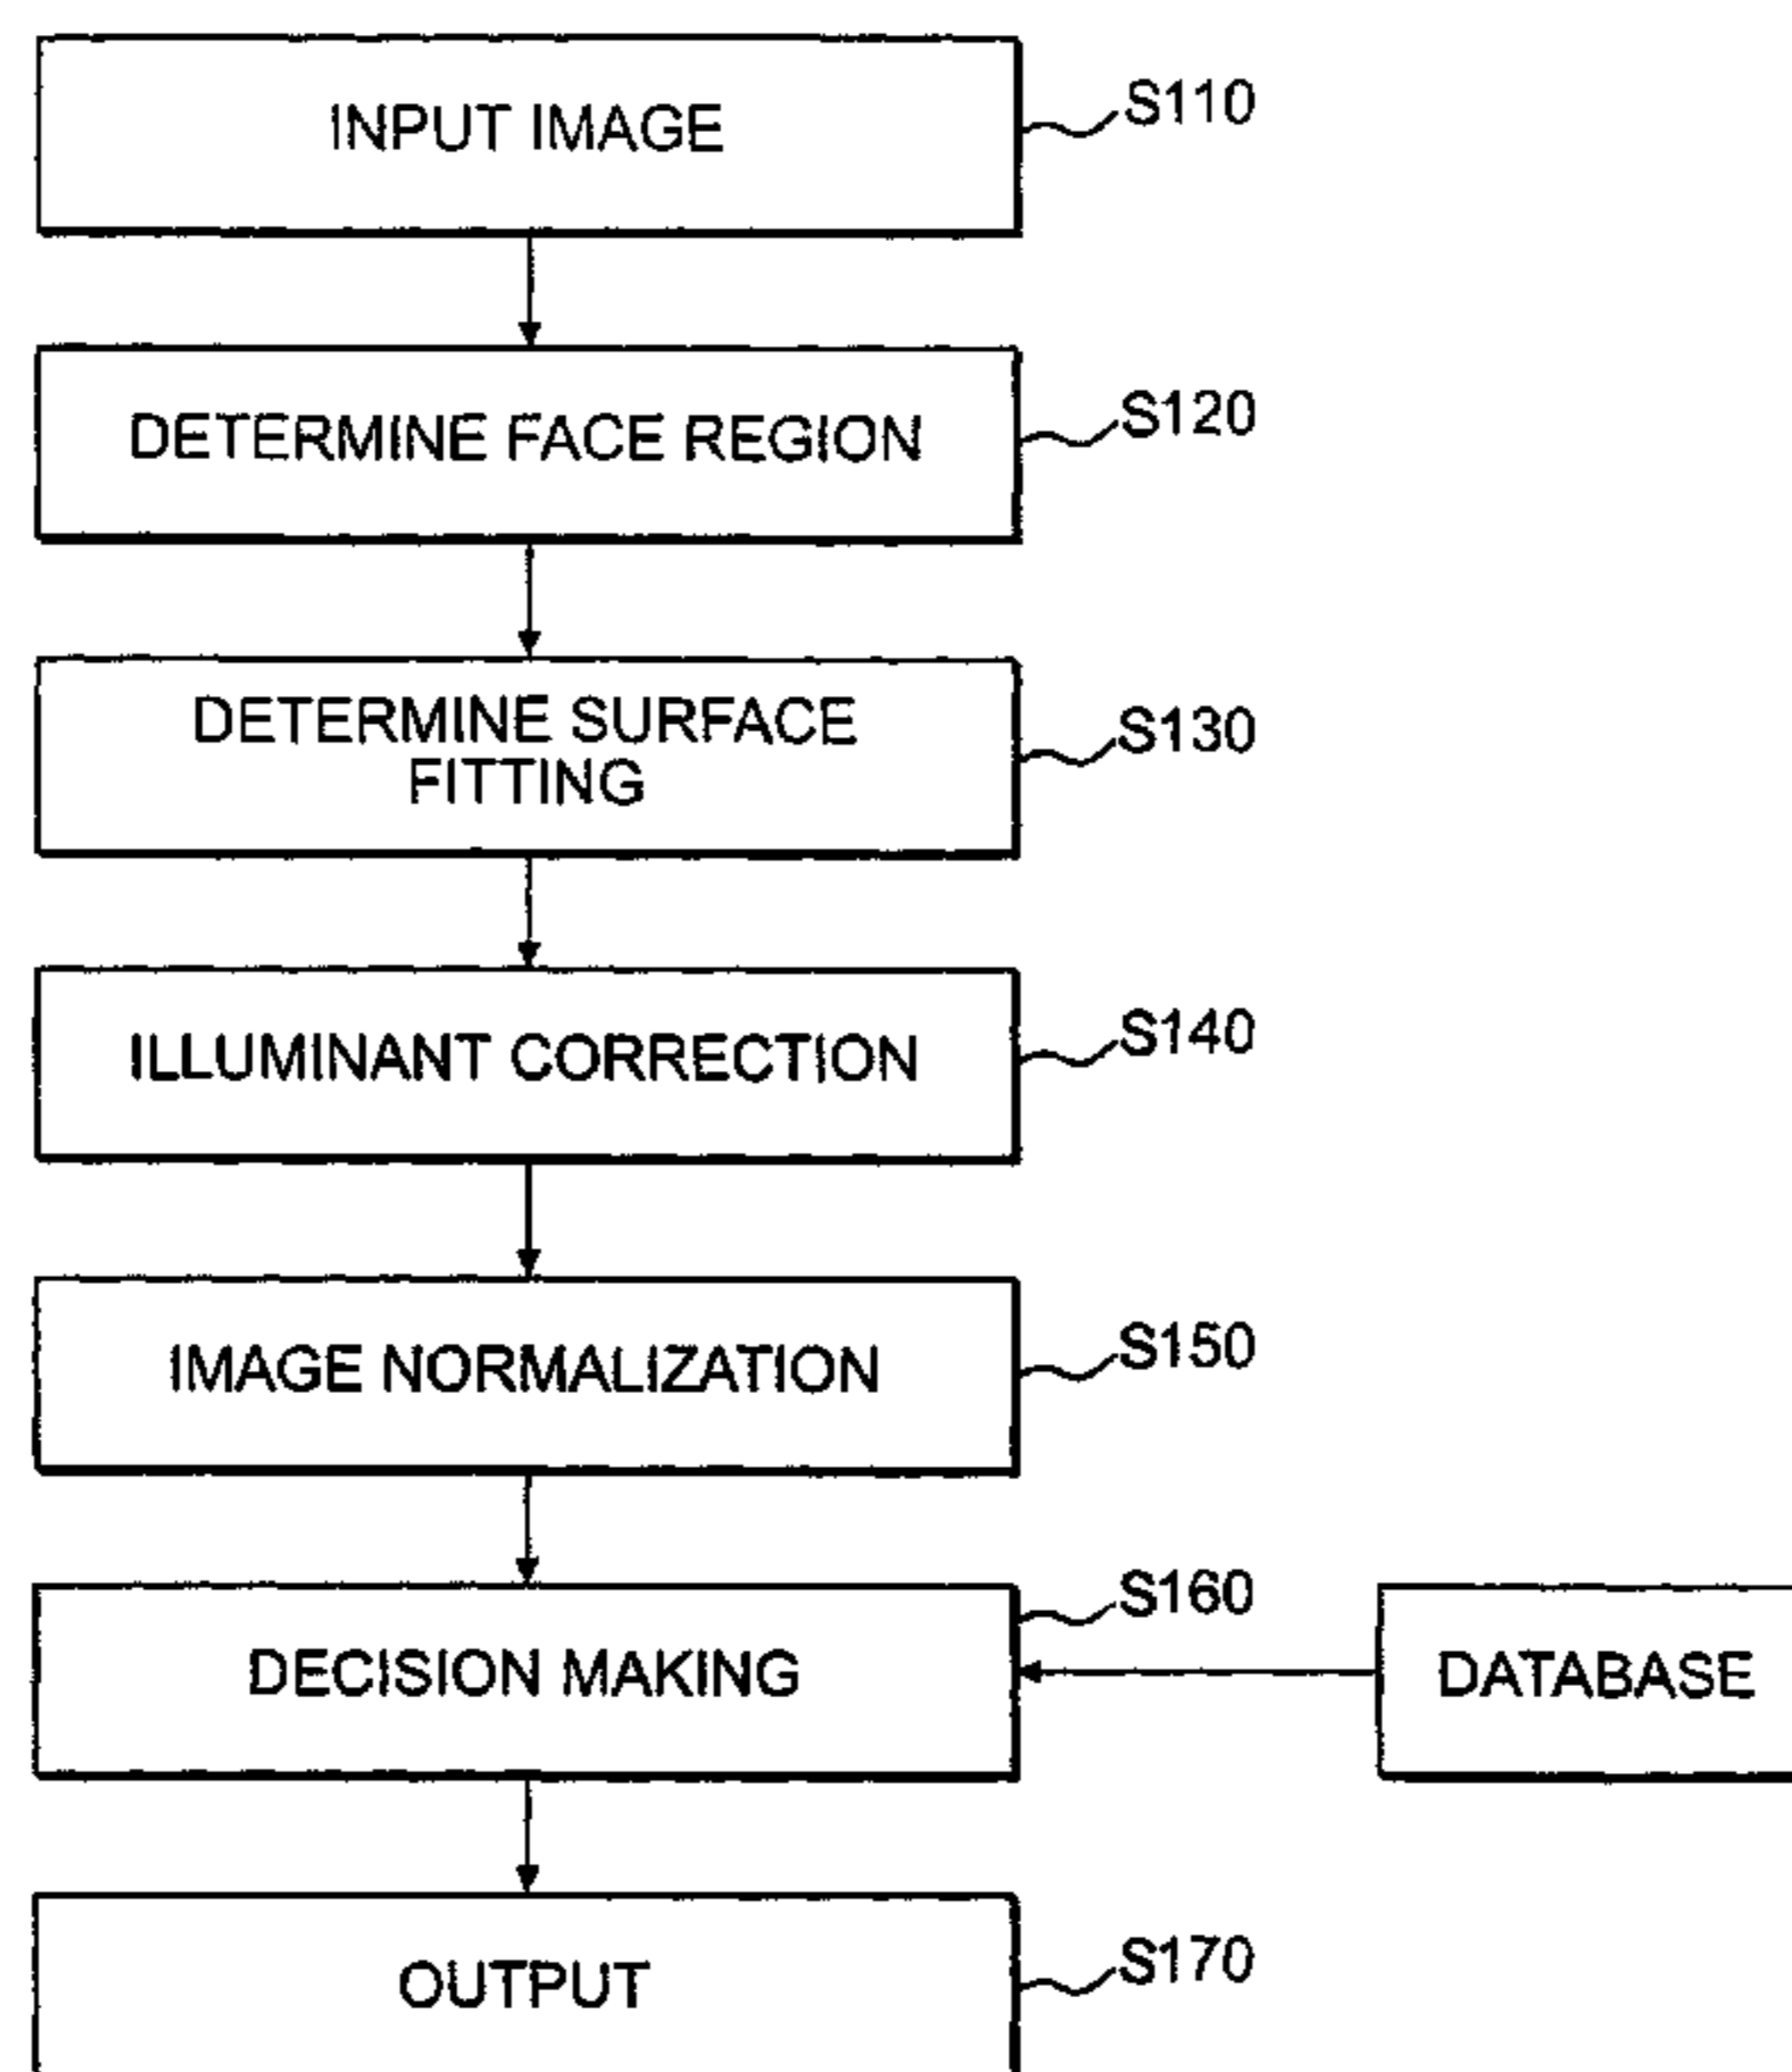 INPUT IMAGE
S110
DETERMINE FACE REGION
S120
DETERMINE SURFACE
FITTING
S130
ILLUMINANT CORRECTION
S140
IMAGE NORMALIZATION
S150
DECISION MAKING
S160
DATABASE
OUTPUT
S170